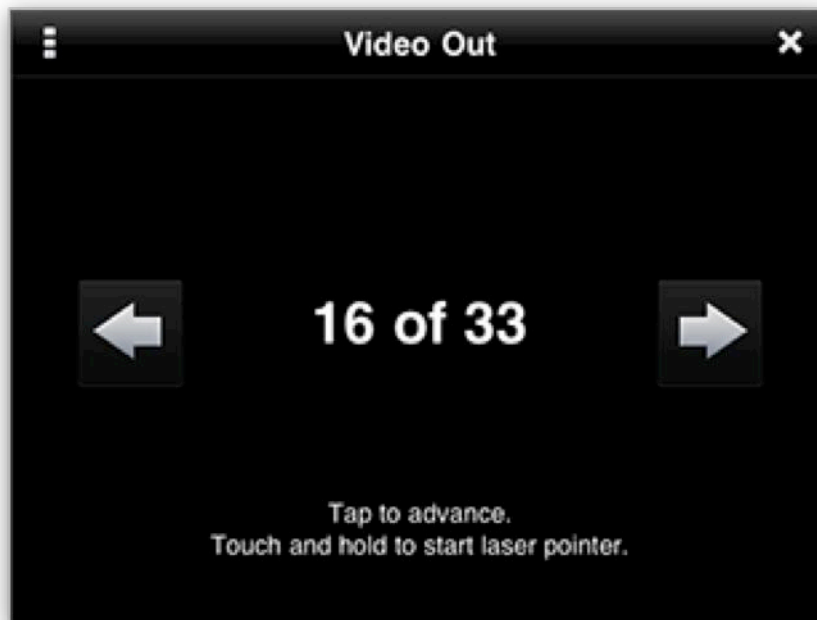 Video Out
16 of 33
Tap to advance.
Touch and hold to start laser pointer.